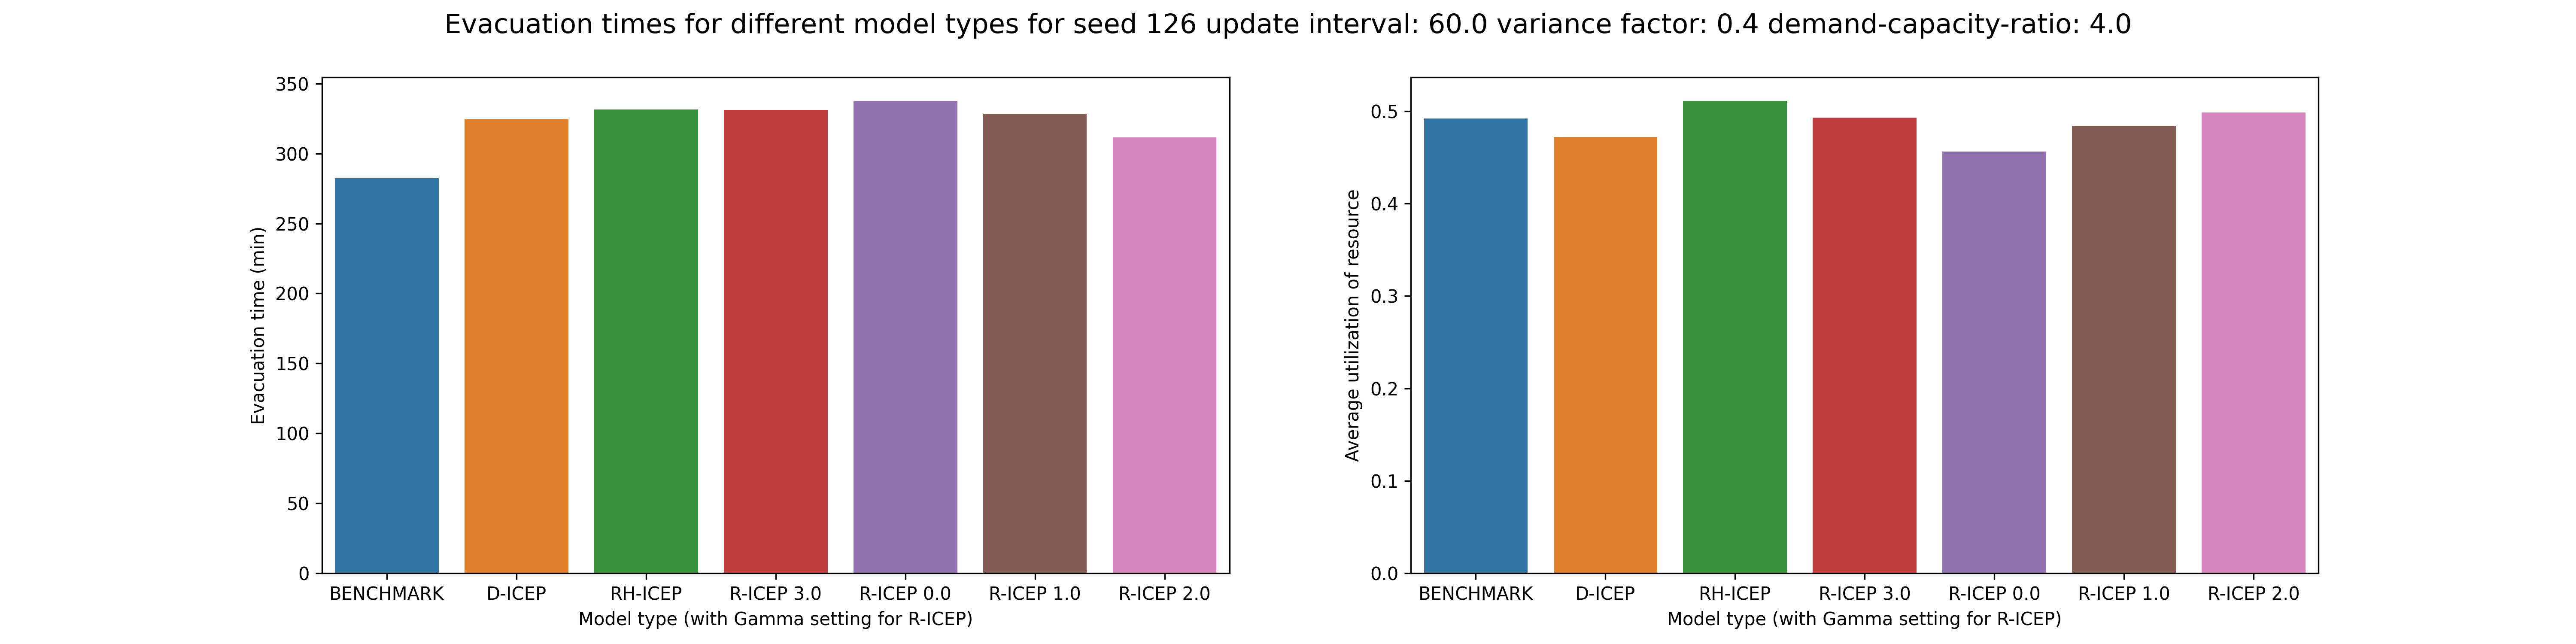 Evacuation times for different model types for seed 126 update interval: 60.0 variance factor: 0.4 demand-capacity-ratio: 4.0
Evacuation time (min)
350
300
250
200
150
100
50
0
BENCHMARK D-ICEP RH-ICEP R-ICEP 3.0 R-ICEP 0.0 R-ICEP 1.0 R-ICEP 2.0
Model type (with Gamma setting for R-ICEP)
Average utilization of resource
0.5
0.4
0.3
0.2
0.1
0.0
BENCHMARK D-ICEP RH-ICEP R-ICEP 3.0 R-ICEP 0.0 R-ICEP 1.0 R-ICEP 2.0
Model type (with Gamma setting for R-ICEP)